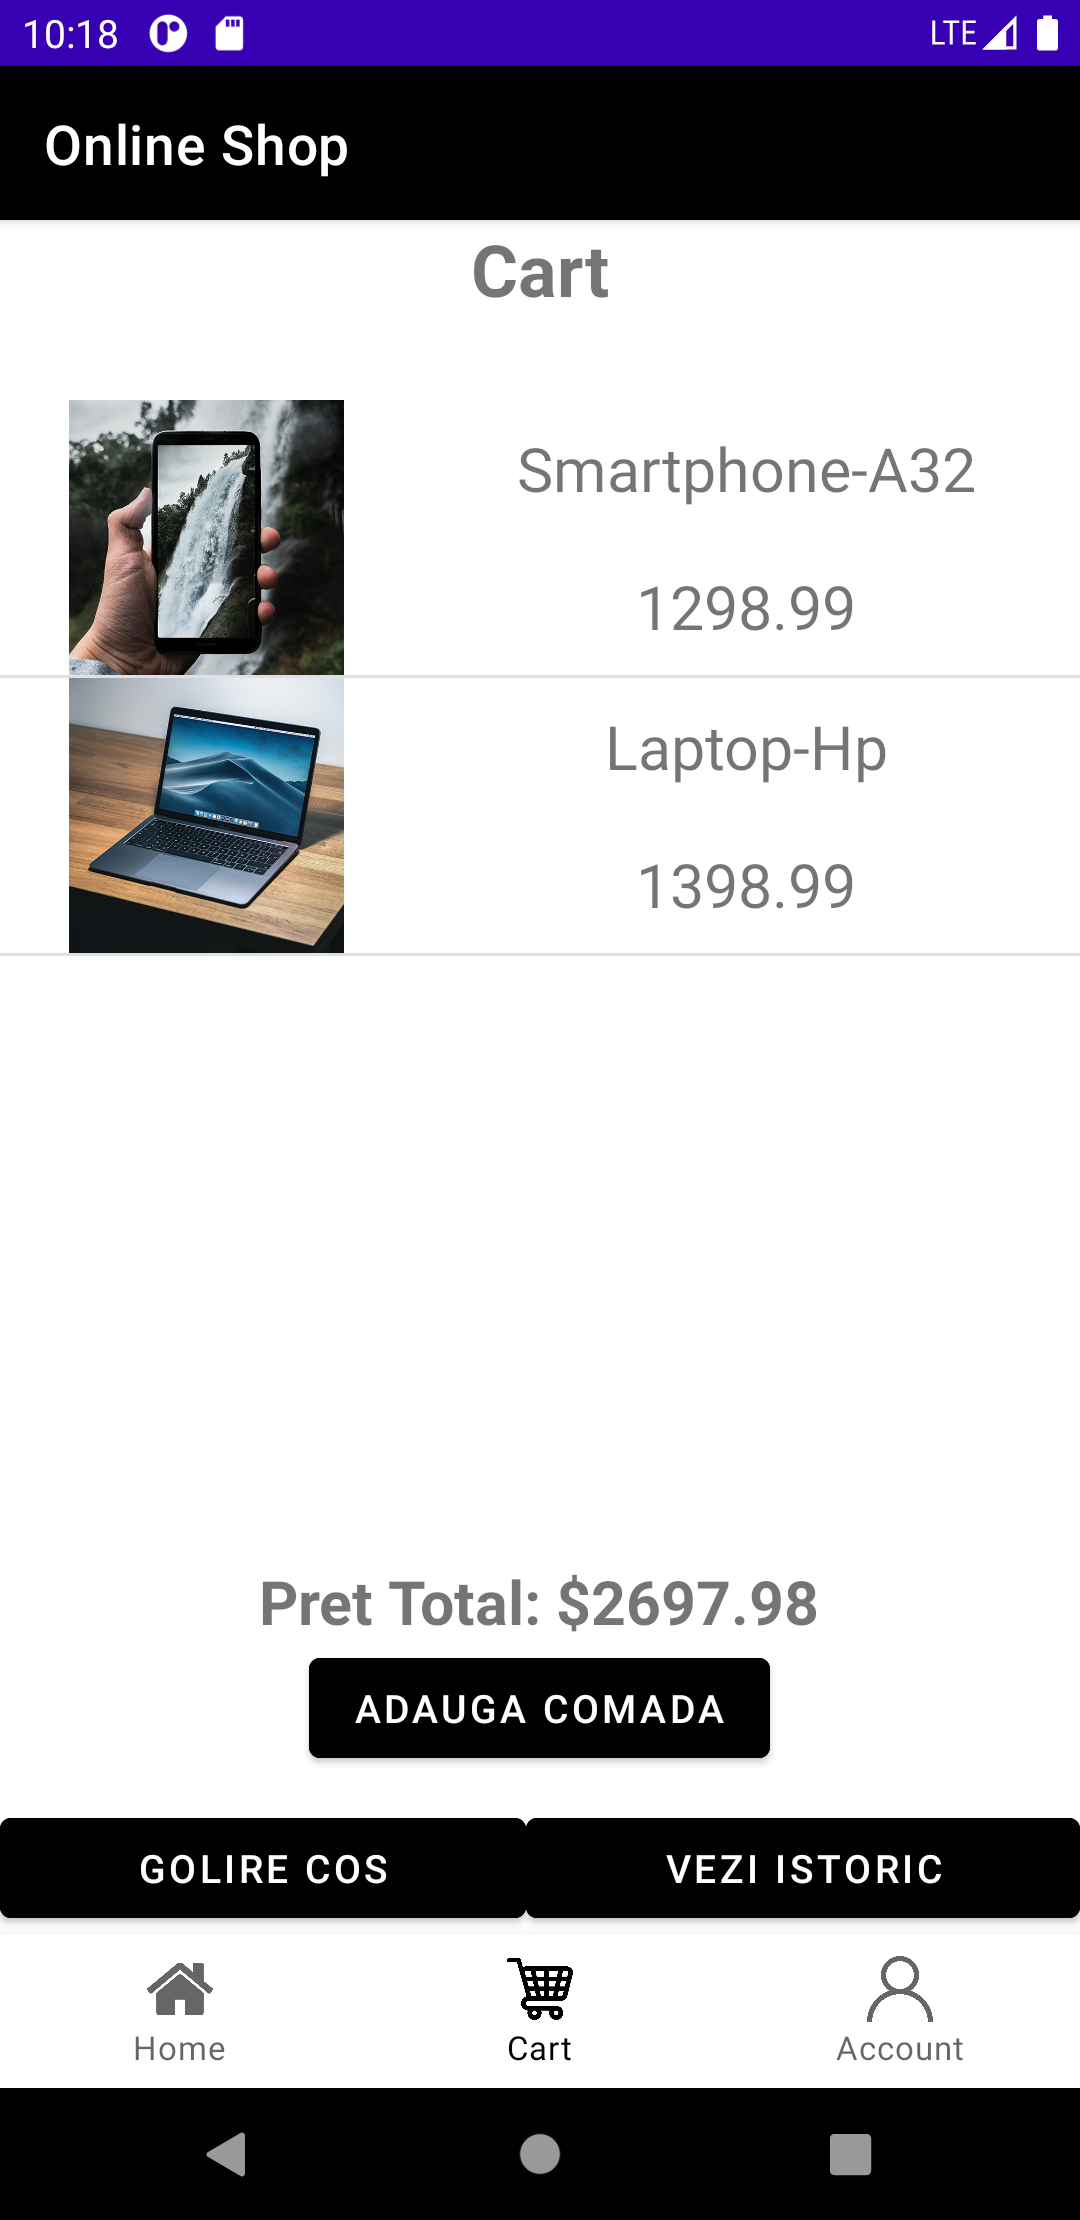 10:18 LTE
Online Shop
Cart
Smartphone-A32
1298.99
Laptop-Hp
1398.99
Pret Total: $2697.98
ADAUGA COMADA
GOLIRE COS VEZI ISTORIC
Home Cart Account